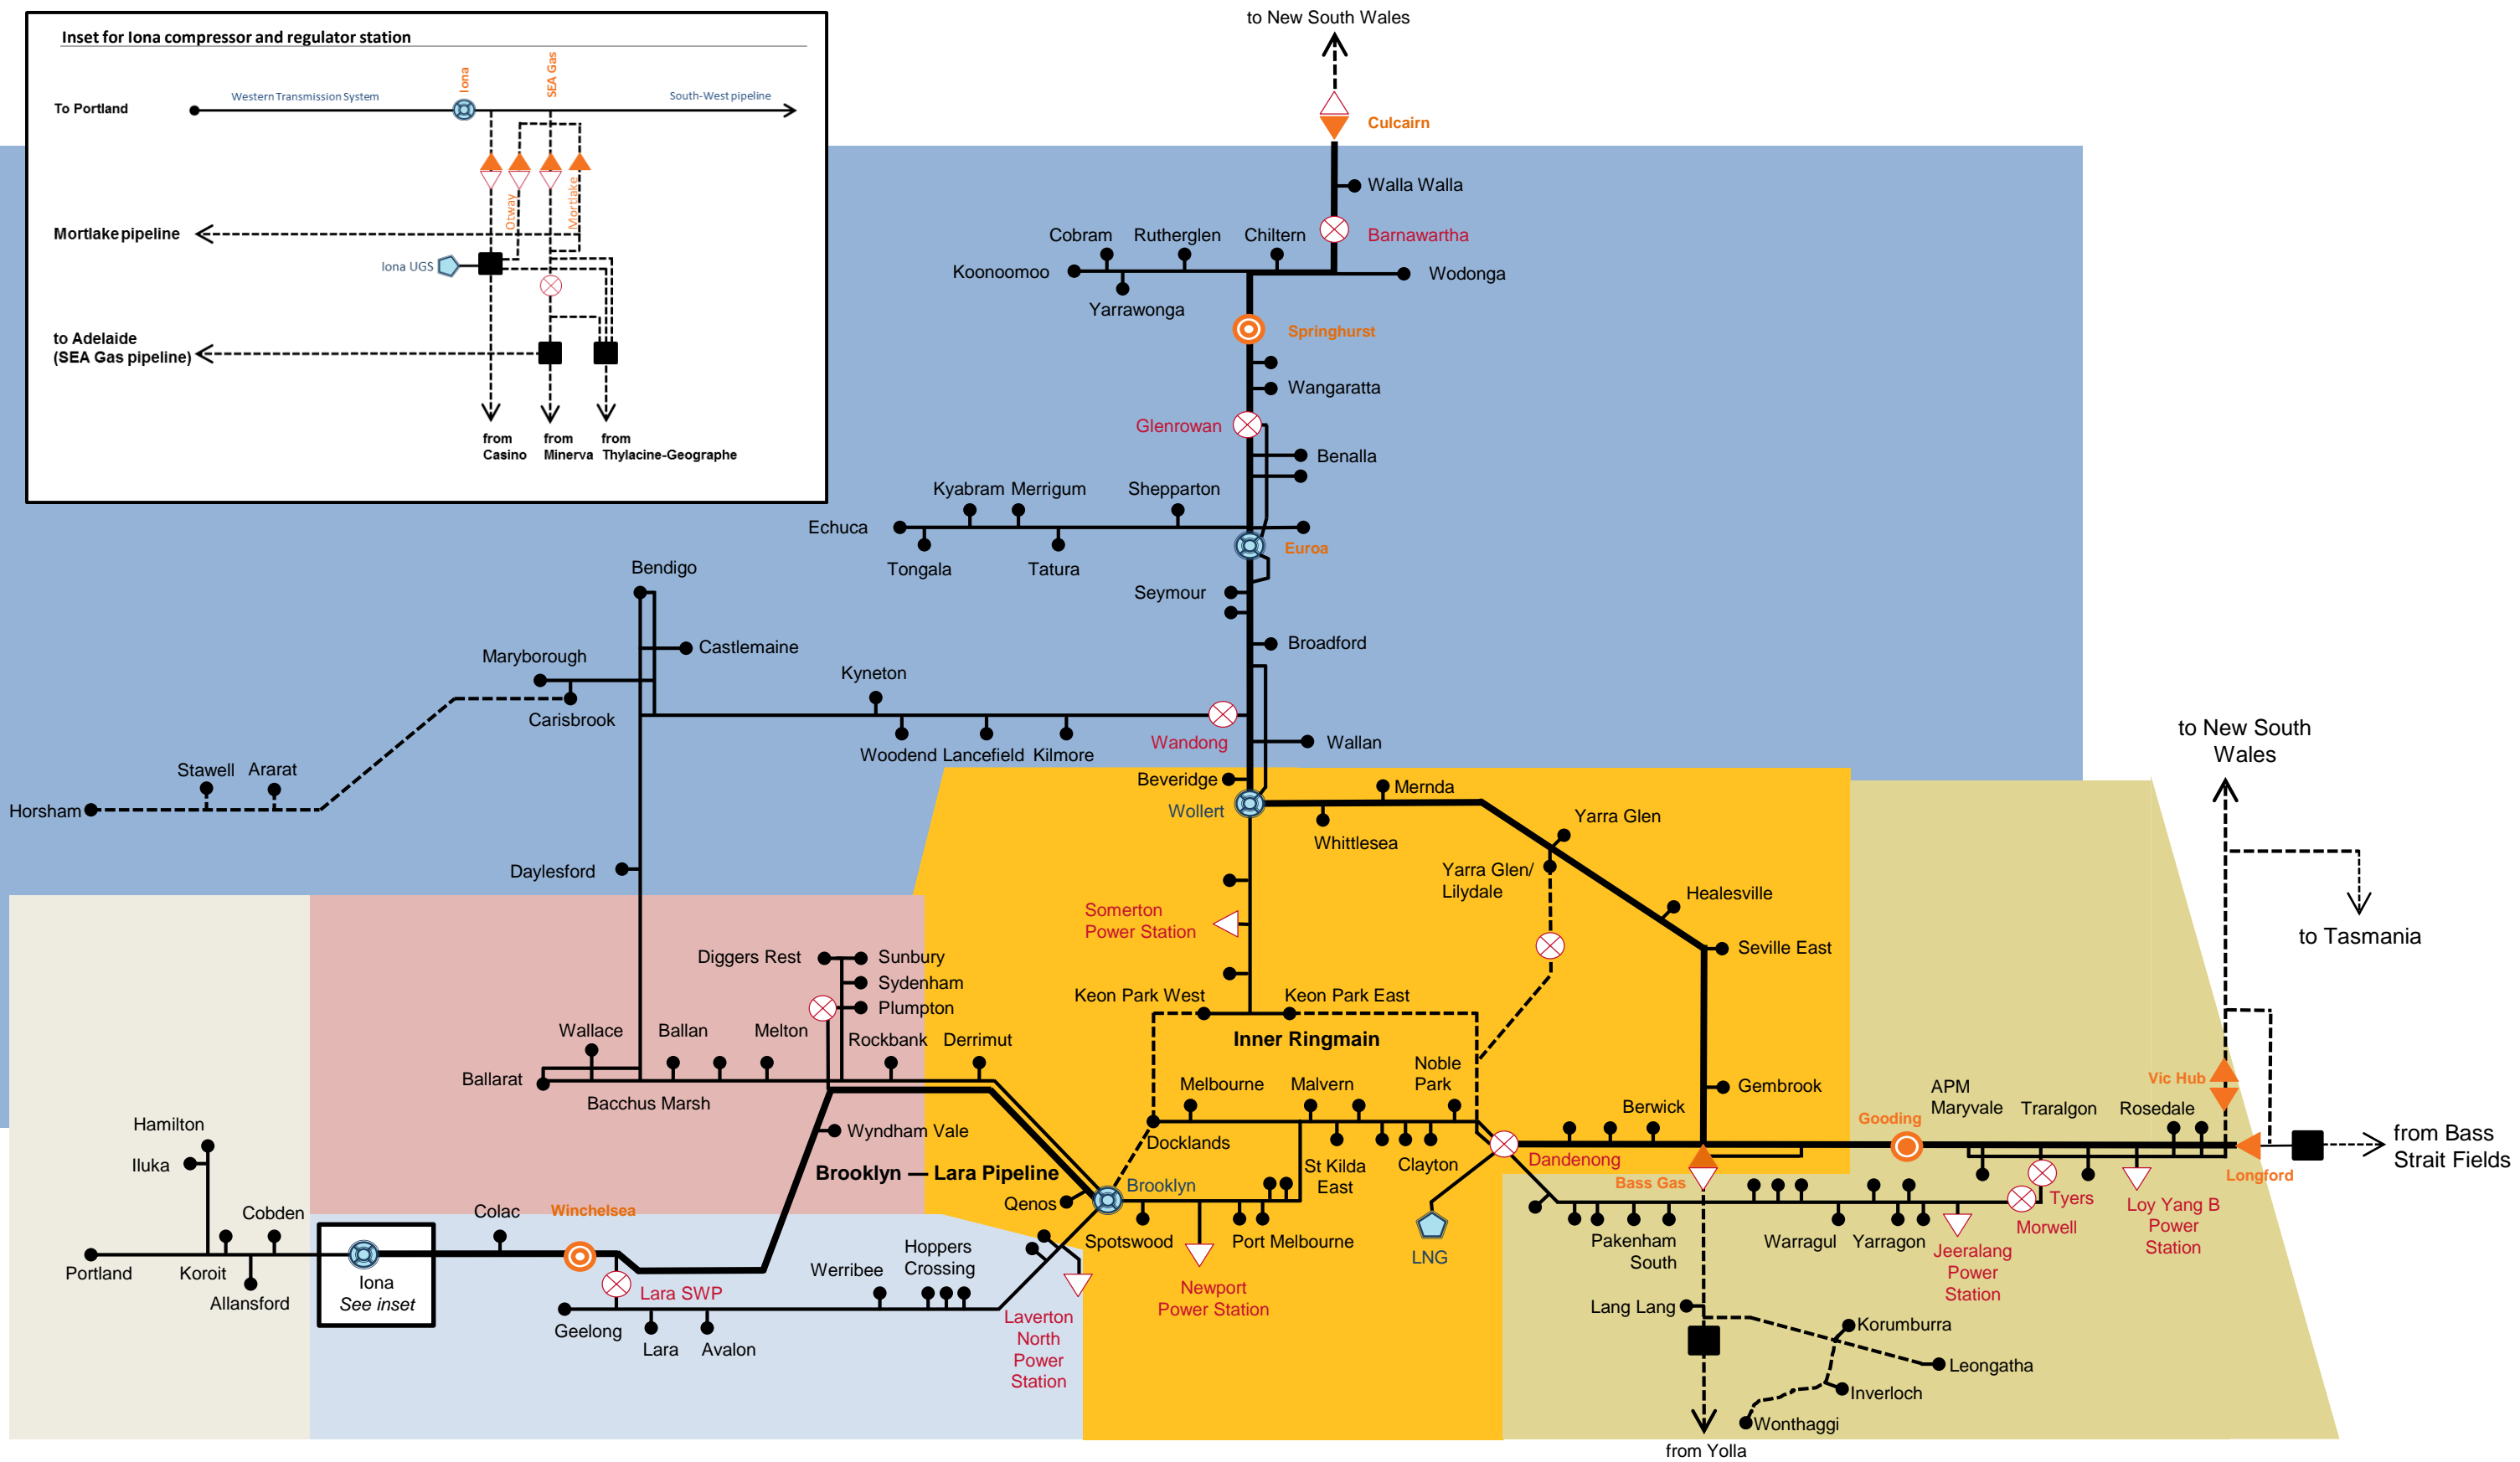 Inset for Iona compressor and regulator station
Iona
SEA Gas
To Portland
Western Transmission System
South-West pipeline
Otway
Mortlake
Mortlake pipeline
Iona UGS
to Adelaide
(SEA Gas pipeline)
from
Casino
from
Minerva
from
Thylacine-Geographe
to New South Wales
Culcairn
Walla Walla
Barnawartha
Cobram
Rutherglen
Chiltern
Koonoomoo
Wodonga
Yarrawonga
Springhurst
Wangaratta
Glenrowan
Benalla
Kyabram
Merrigum
Shepparton
Echuca
Euroa
Tongala
Tatura
Bendigo
Seymour
Castlemaine
Broadford
Maryborough
Kyneton
Carisbrook
Wandong
Wallan
Woodend
Lancefield
Kilmore
Stawell
Ararat
Beveridge
Horsham
Wollert
Mernda
Whittlesea
Yarra Glen
Yarra Glen/
Lilydale
Daylesford
Healesville
Somerton
Power Station
Seville East
to New South
Wales
to Tasmania
Diggers Rest
Sunbury
Sydenham
Plumpton
Keon Park West
Keon Park East
Inner Ringmain
Wallace
Ballan
Melton
Rockbank
Derrimut
Noble
Park
Ballarat
Bacchus Marsh
Melbourne
Malvern
Gembrook
Vic Hub
APM
Maryvale
Traralgon
Rosedale
Gooding
Berwick
Hamilton
Iluka
Wyndham Vale
Docklands
St Kilda
East
Clayton
Dandenong
Bass Gas
Longford
from Bass
Strait Fields
Brooklyn — Lara Pipeline
Brooklyn
Qenos
Tyers
Morwell
Loy Yang B
Power
Station
Cobden
Colac
Winchelsea
Spotswood
Port Melbourne
LNG
Pakenham
South
Warragul
Yarragon
Jeeralang
Power
Station
Portland
Koroit
Allansford
Iona
See inset
Lara SWP
Werribee
Hoppers
Crossing
Newport
Power Station
Geelong
Lara
Avalon
Laverton
North
Power
Station
Lang Lang
Korumburra
Leongatha
Inverloch
Wonthaggi
from Yolla